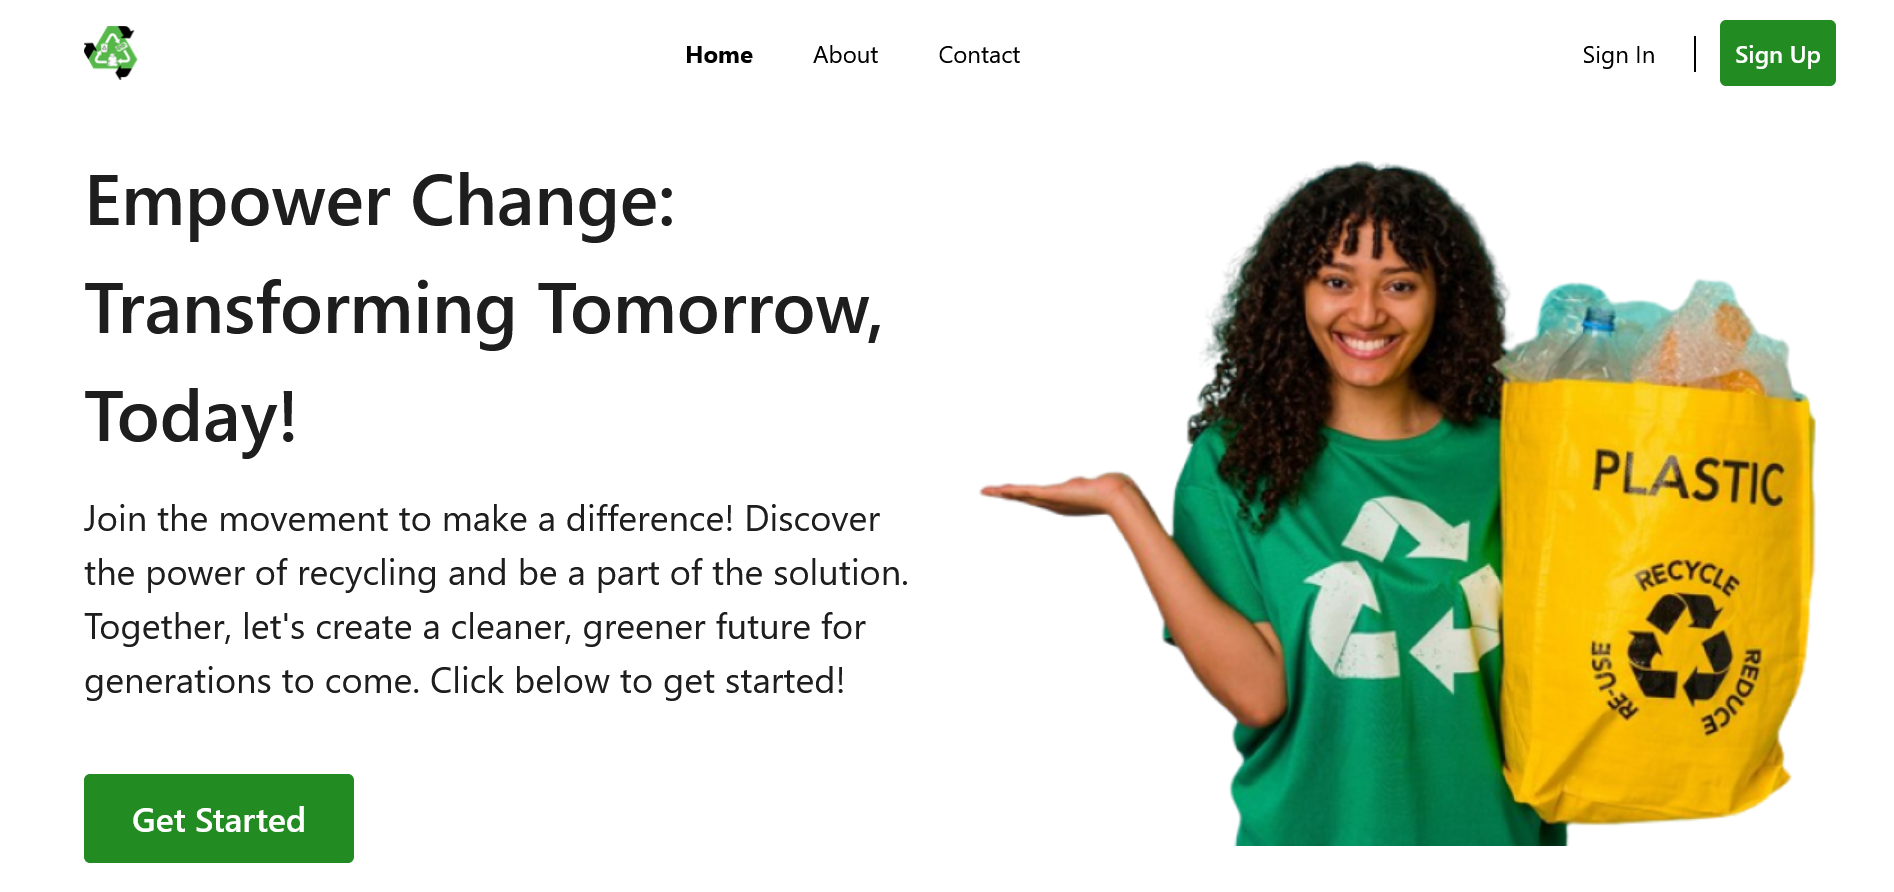 Home About Contact Sign In Sign Up
Empower Change:
Transforming Tomorrow,
Today!
Join the movement to make a difference! Discover
the power of recycling and be a part of the solution.
Together, let's create a cleaner, greener future for
generations to come. Click below to get started!
Get Started
PLASTIC
RECYCLE
REDUCE
RE-USE